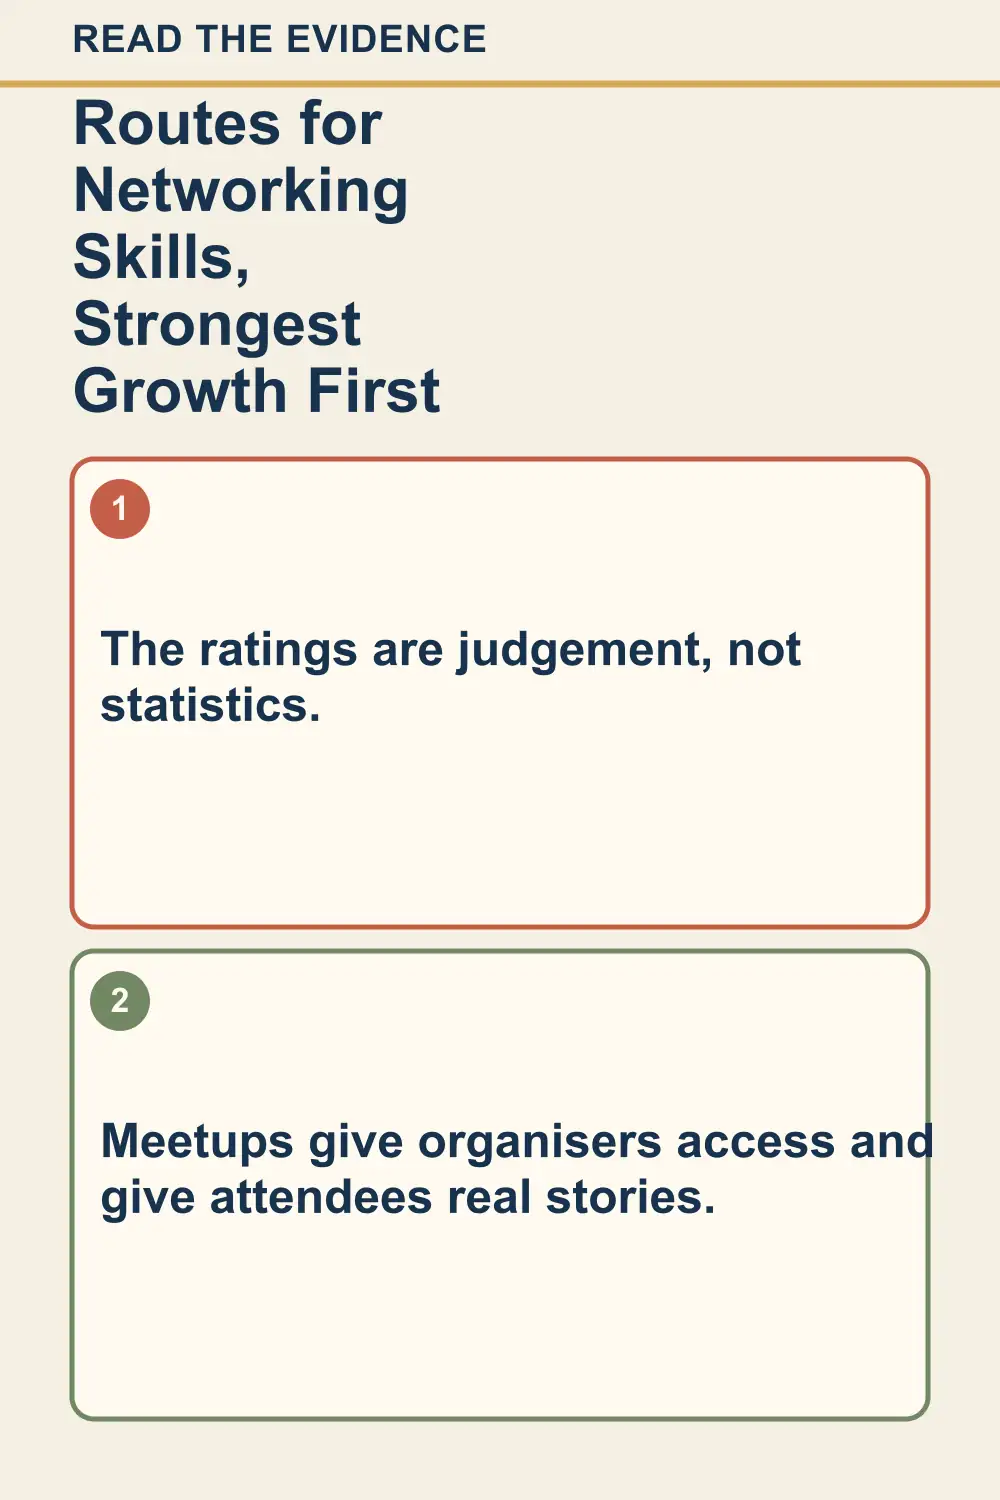 READ THE EVIDENCE
Routes for
Networking
Skills,
Strongest
Growth First
1
The ratings are judgement, not
statistics.
2
Meetups give organisers access and
give attendees real stories.